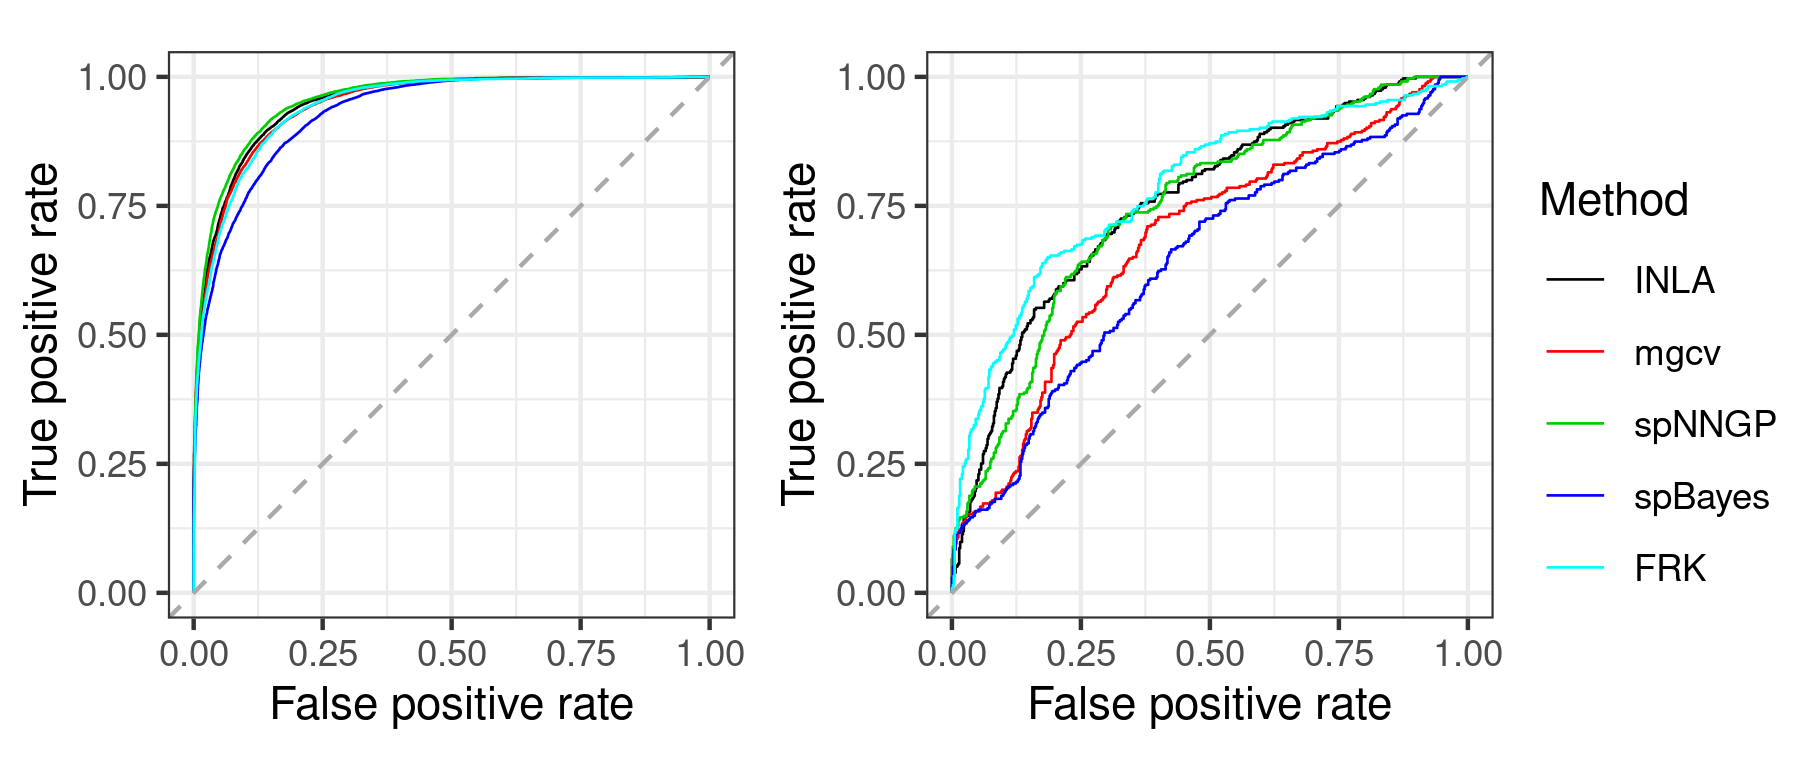 True positive rate
1.00
0.75
0.50
0.25
0.00
0.00 0.25 0.50 0.75 1.00
False positive rate
True positive rate
1.00
0.75
0.50
0.25
0.00
0.00 0.25 0.50 0.75 1.00
False positive rate
Method
INLA
mgcv
spNNGP
spBayes
FRK